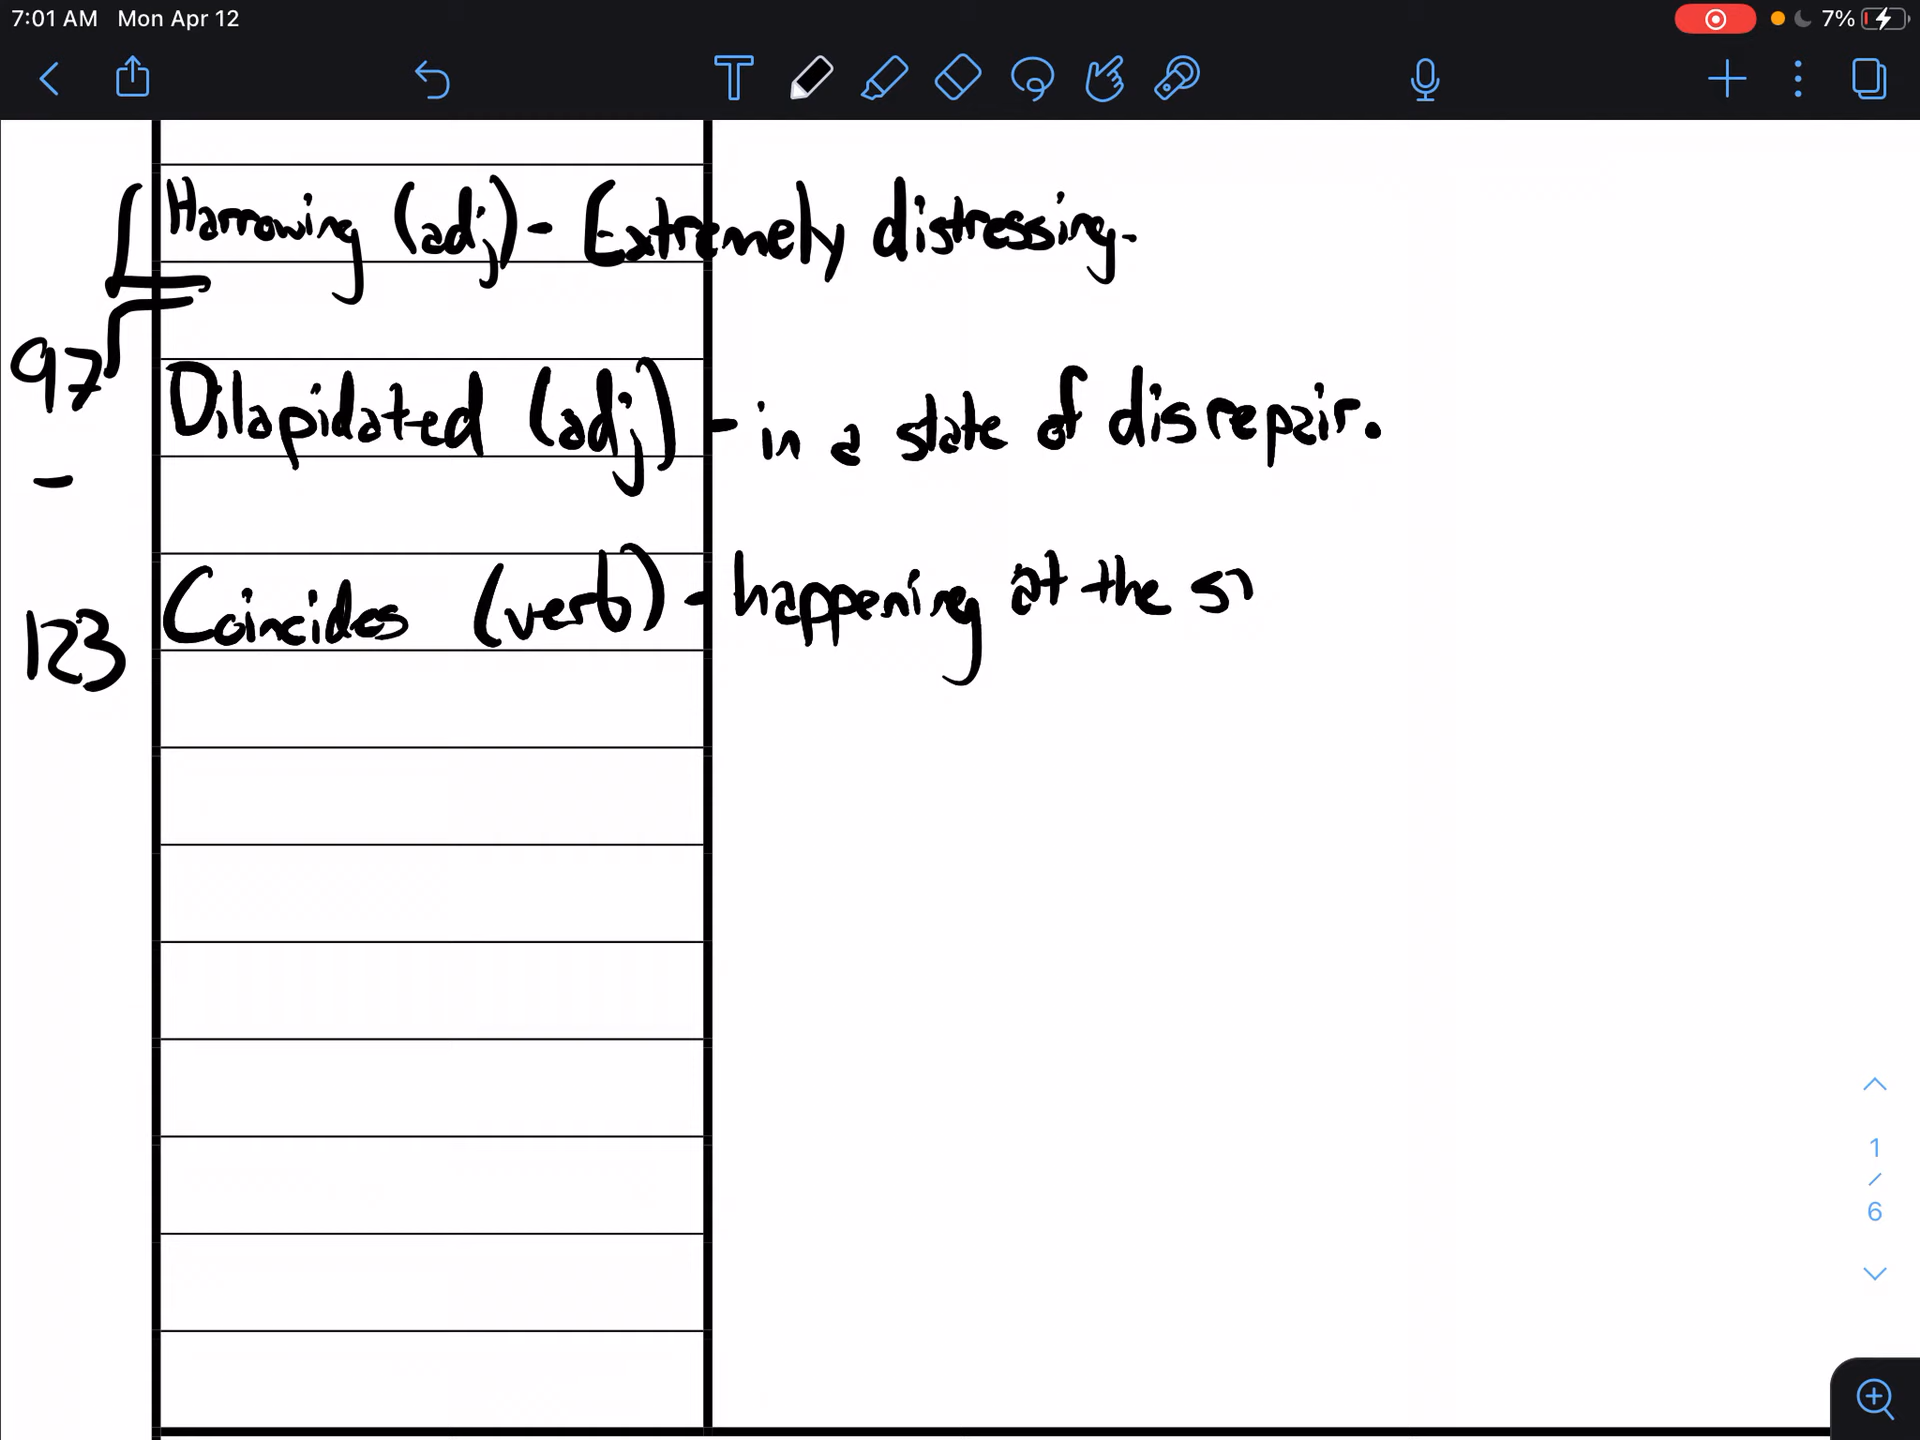 7:01 AM Mon Apr 12 7%
Harrowing (adj) - Extremely distressing.
97 Dilapidated (adj) - in a state of disrepair.
-
123 Coincides (verb) - happening at the
1
/
6